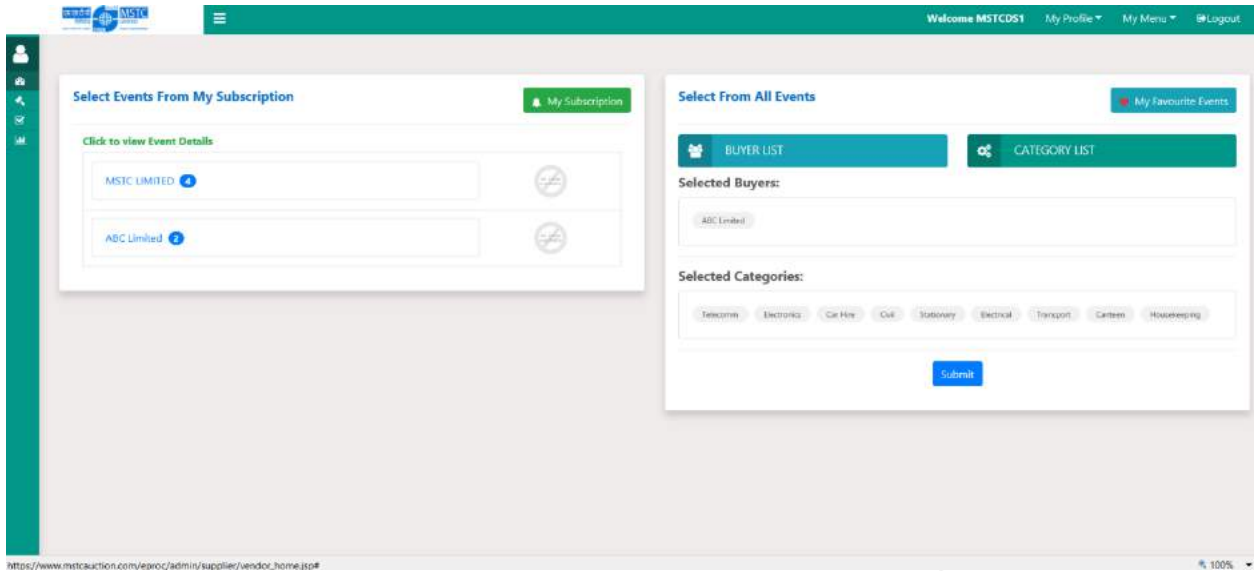 MSTC
Welcome MSTCDS1 My Profile My Menu Logout
Select Events From My Subscription
My Subscription
Click to view Event Details
MSTC LIMITED 4
ABC Limited 2
Select From All Events
My Favourite Events
BUYER LIST
CATEGORY LIST
Selected Buyers:
ABC Limited
Selected Categories:
Telecomm Electronics Car Hire Civil Stationary Electrical Transport Canteen Housekeeping
Submit
https://www.mstcauction.com/eproc/admin/supplier/vendor_home.jsp#
100%